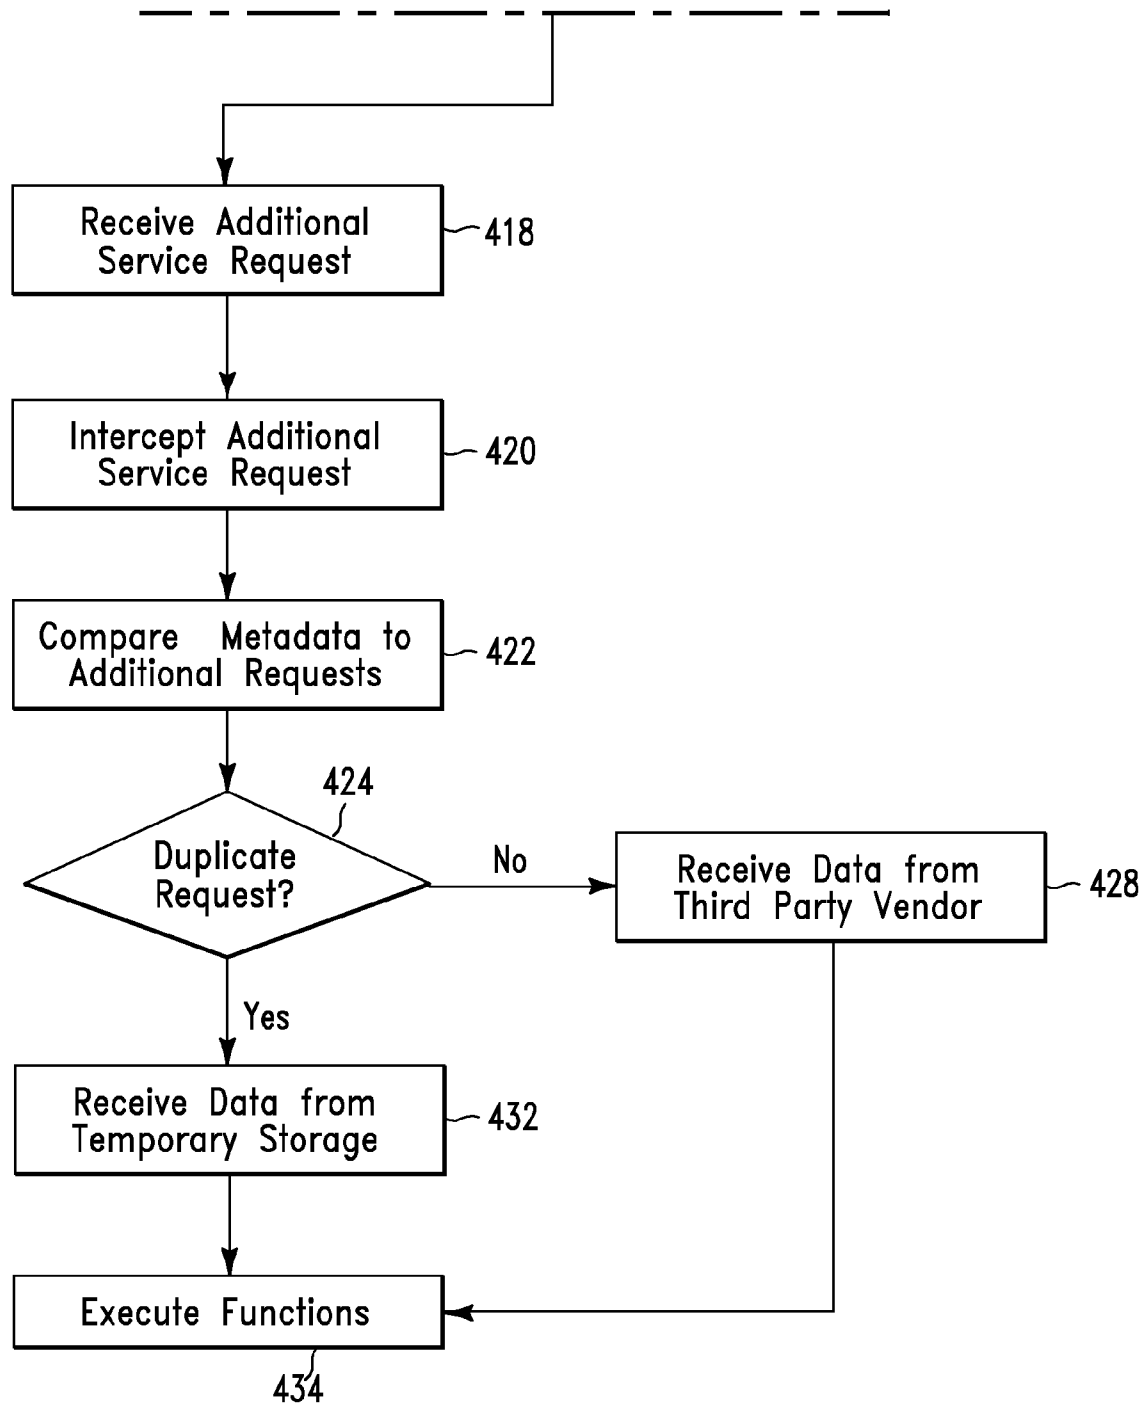 Receive Additional
Service Request
418
Intercept Additional
Service Request
420
Compare Metadata to
Additional Requests
422
424
Duplicate
Request?
No
Receive Data from
Third Party Vendor
428
Yes
Receive Data from
Temporary Storage
432
Execute Functions
434